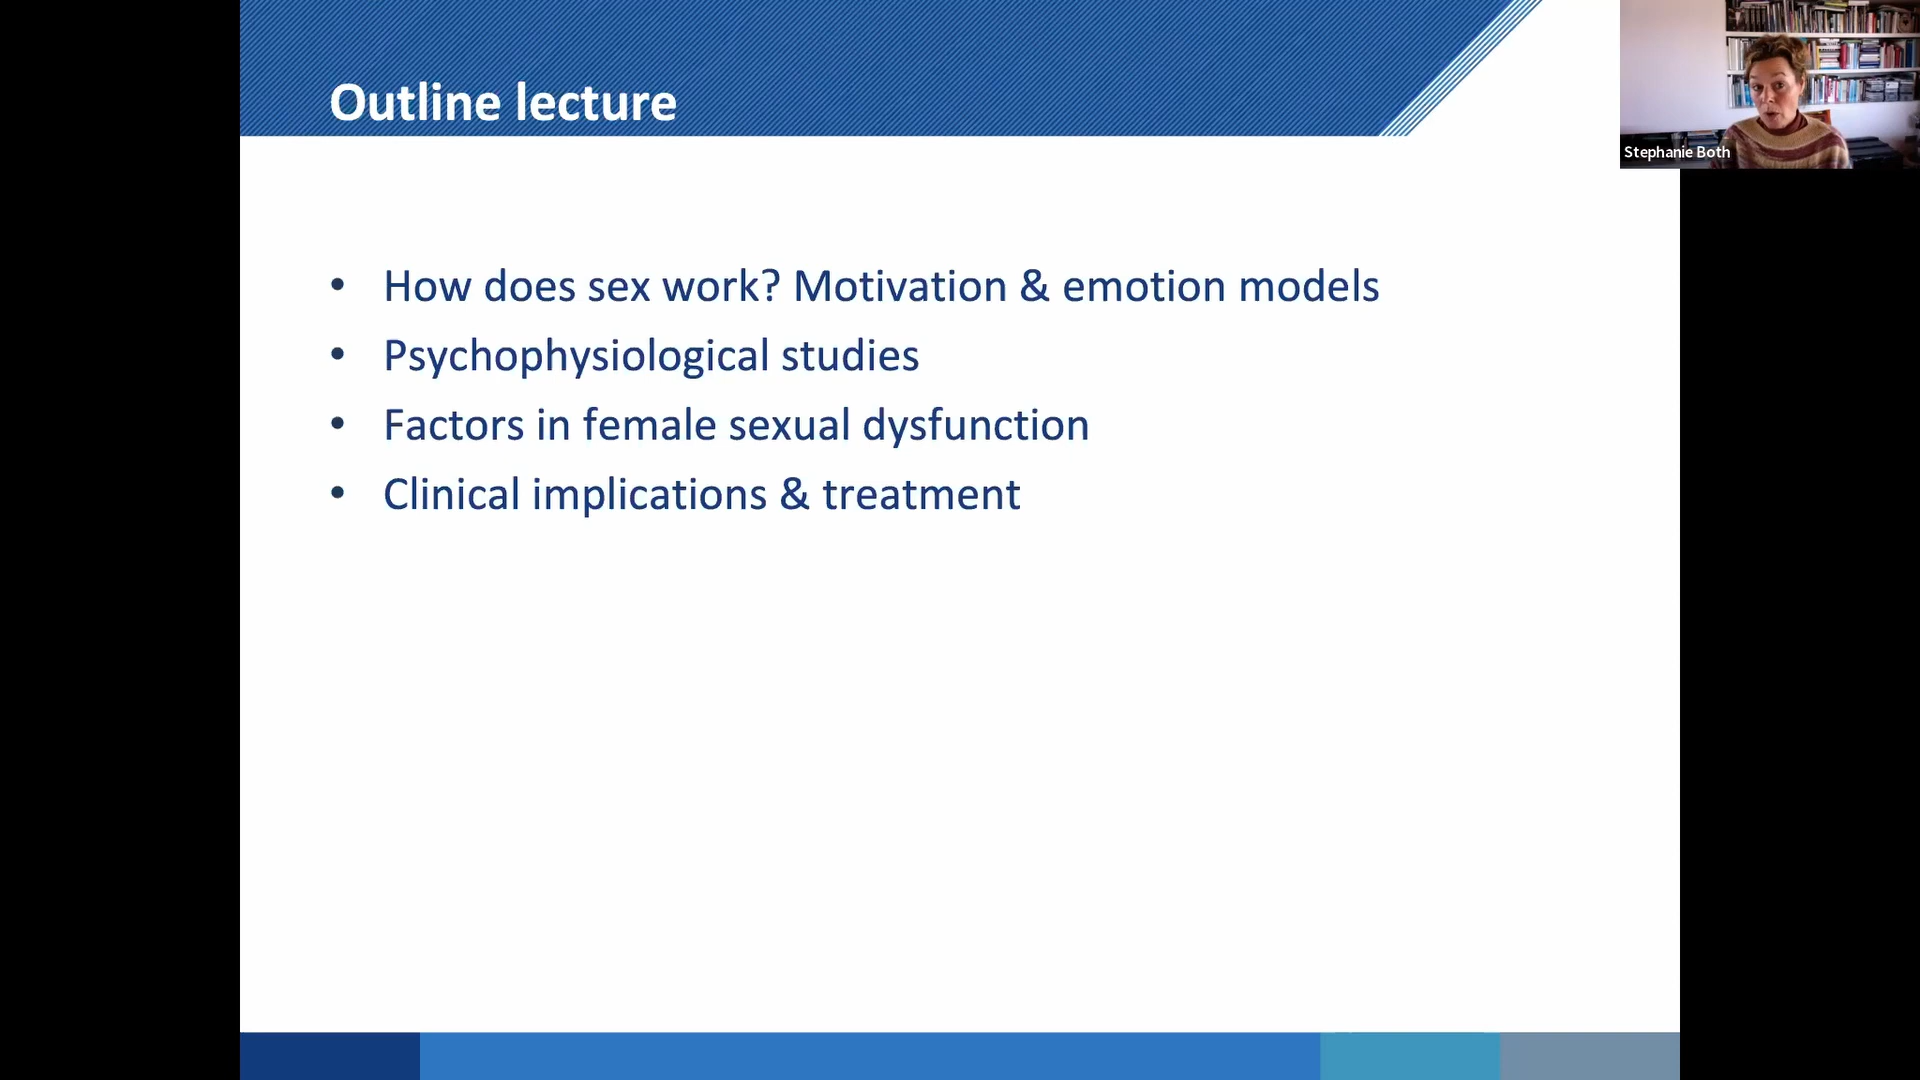 Outline lecture
Stephanie Both
• How does sex work? Motivation & emotion models
• Psychophysiological studies
• Factors in female sexual dysfunction
• Clinical implications & treatment